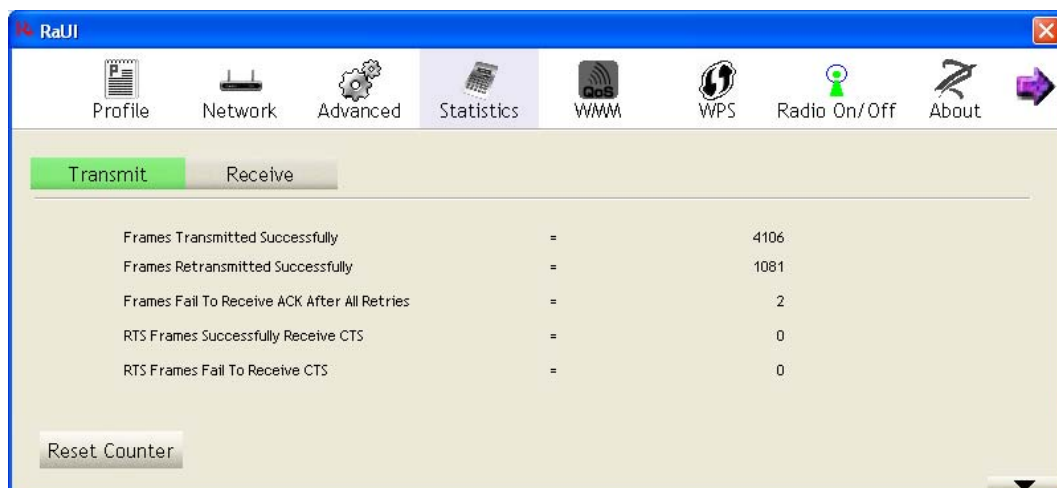 RaUI
Profile Network Advanced Statistics QoS WMM WPS Radio On/Off About
Transmit Receive
Frames Transmitted Successfully = 4106
Frames Retransmitted Successfully = 1081
Frames Fail To Receive ACK After All Retries = 2
RTS Frames Successfully Receive CTS = 0
RTS Frames Fail To Receive CTS = 0
Reset Counter